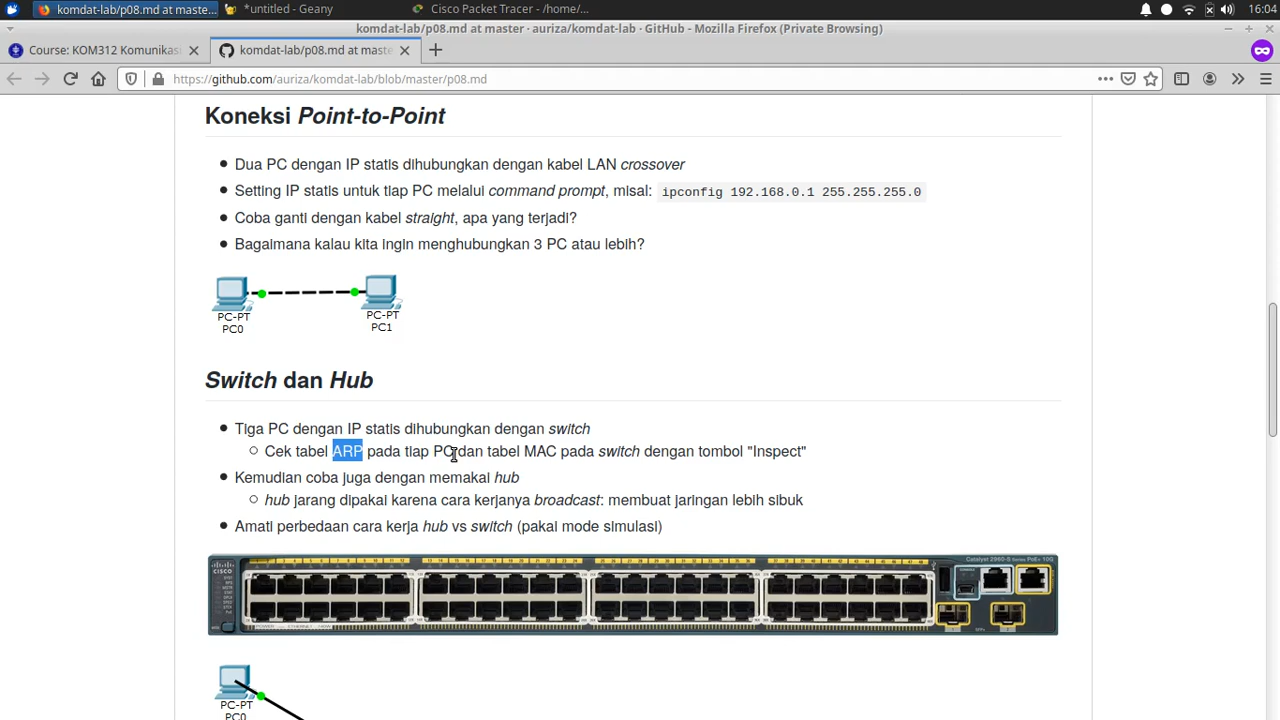 komdat-lab/p08.md at maste...
*untitled - Geany
Cisco Packet Tracer - /home/...
16:04
komdat-lab/p08.md at master · auriza/komdat-lab · GitHub - Mozilla Firefox (Private Browsing)
Course: KOM312 Komunikas
komdat-lab/p08.md at maste
https://github.com/auriza/komdat-lab/blob/master/p08.md
Koneksi Point-to-Point
Dua PC dengan IP statis dihubungkan dengan kabel LAN crossover
Setting IP statis untuk tiap PC melalui command prompt, misal: ipconfig 192.168.0.1 255.255.255.0
Coba ganti dengan kabel straight, apa yang terjadi?
Bagaimana kalau kita ingin menghubungkan 3 PC atau lebih?
PC-PT PC-PT
PC0 PC1
Switch dan Hub
Tiga PC dengan IP statis dihubungkan dengan switch
Cek tabel ARP pada tiap PC dan tabel MAC pada switch dengan tombol "Inspect"
Kemudian coba juga dengan memakai hub
hub jarang dipakai karena cara kerjanya broadcast: membuat jaringan lebih sibuk
Amati perbedaan cara kerja hub vs switch (pakai mode simulasi)
Catalyst 2960-S Series PoE+ 10G
CISCO
PC-PT
PC0